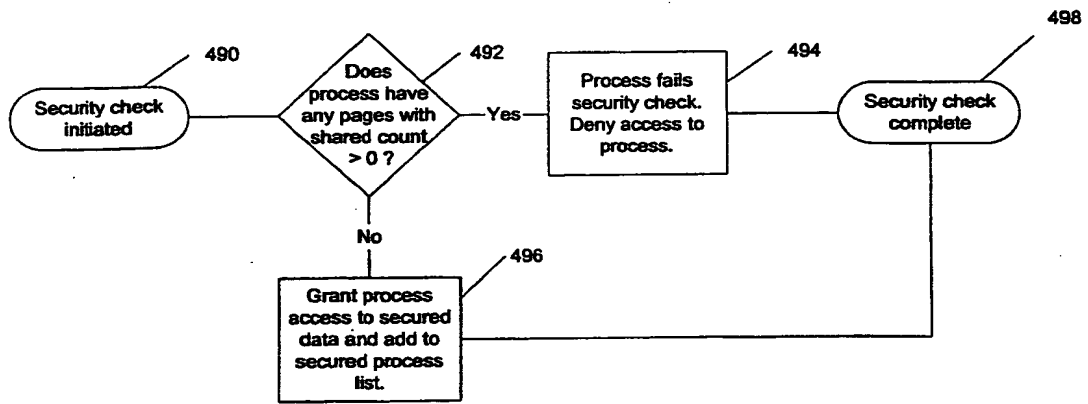 490
Security check
initiated
492
Does
process have
any pages with
shared count
> 0 ?
Yes
494
Process fails
security check.
Deny access to
process.
498
Security check
complete
No
496
Grant process
access to secured
data and add to
secured process
list.